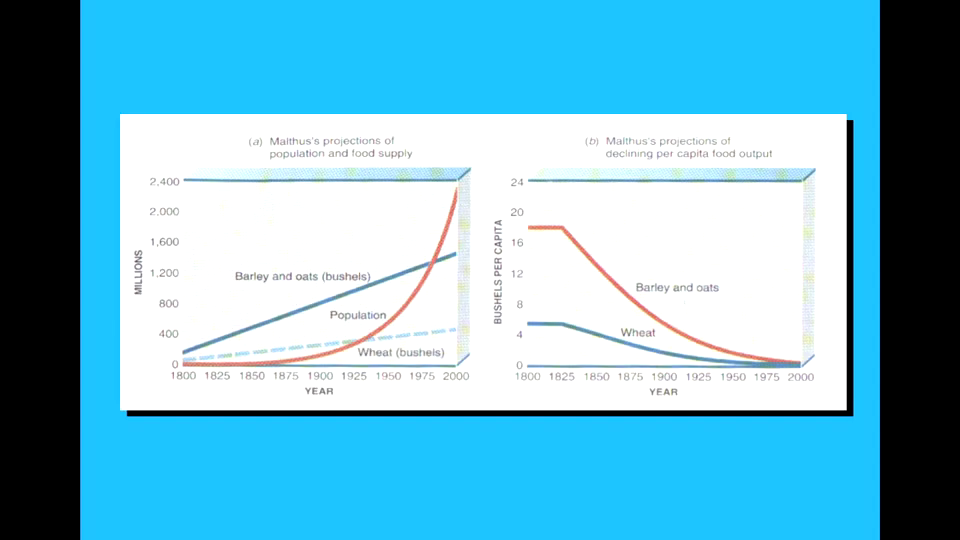 (a) Malthus's projections of
population and food supply
2,400
2.000
1,600
1,200
800
400
0
MILLIONS
Barley and oats (bushels)
Population
Wheat (bushels)
1800 1825 1850 1875 1900 1925 1950 1975 2000
YEAR
(b) Malthus's projections of
declining per capita food output
24
20
16
12
8
4
0
BUSHELS PER CAPITA
Barley and oats
Wheat
1800 1825 1850 1875 1900 1925 1950 1975 2000
YEAR